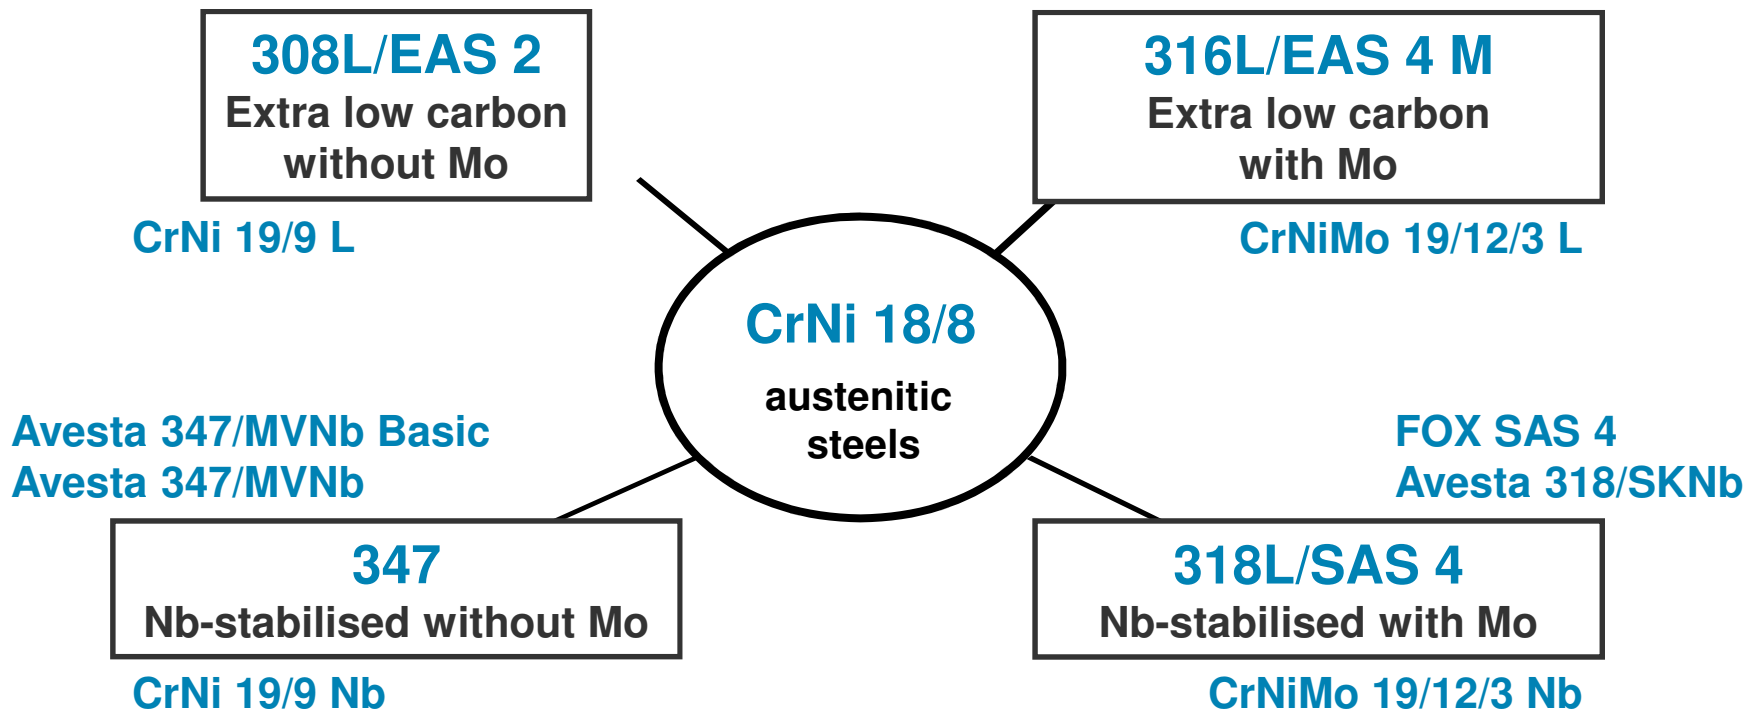 308L/EAS 2
Extra low carbon
without Mo
CrNi 19/9 L
316L/EAS 4 M
Extra low carbon
with Mo
CrNiMo 19/12/3 L
CrNi 18/8
austenitic
steels
Avesta 347/MVNb Basic
Avesta 347/MVNb
347
Nb-stabilised without Mo
CrNi 19/9 Nb
FOX SAS 4
Avesta 318/SKNb
318L/SAS 4
Nb-stabilised with Mo
CrNiMo 19/12/3 Nb